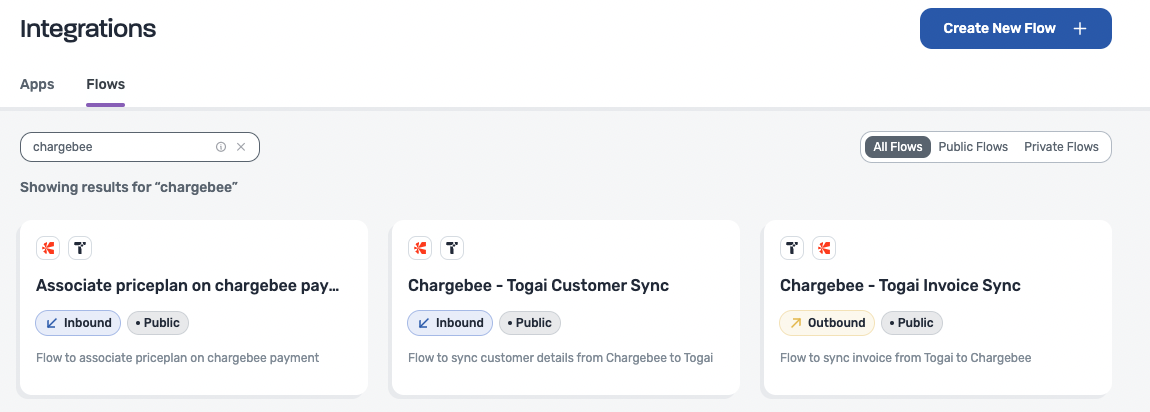 Integrations
Create New Flow
Apps
Flows
chargebee
All Flows
Public Flows
Private Flows
Showing results for “chargebee”
Associate priceplan on chargebee pay...
Inbound
• Public
Flow to associate priceplan on chargebee payment
Chargebee - Togai Customer Sync
Inbound
• Public
Flow to sync customer details from Chargebee to Togai
Chargebee - Togai Invoice Sync
Outbound
• Public
Flow to sync invoice from Togai to Chargebee